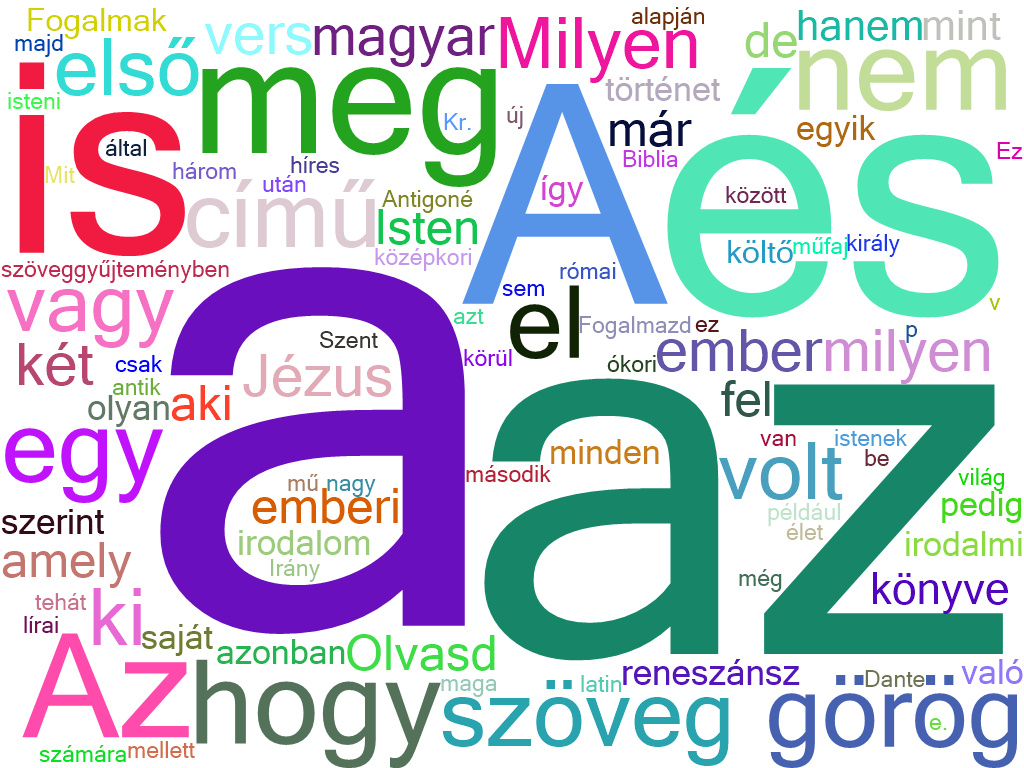 Fogalmak
alapján
majd
vers
magyar
Milyen
de
hanem
mint
első
nem
isteni
is
meg
A
történet
és
Kr.
új
már
egyik
által
Mit
három
híres
után
Biblia
Ez
című
Antigoné
így
között
Isten
középkori
költő
műfaj
király
szöveggyűjteményben
római
vagy
sem
el
azt
v
Fogalmazd
ez
p
két
csak
a
Szent
körül
ókori
ember
milyen
antik
Jézus
olyan
aki
fel
az
egy
van
istenek
második
minden
volt
be
világ
mű
nagy
szerint
emberi
például
pedig
élet
irodalom
irodalmi
amely
Irány
még
könyve
tehát
ki
lírai
saját
azonban
Olvasd
Az
hogy
maga
reneszánsz
latin
Dante
való
szöveg
görög
e.
számára
mellett